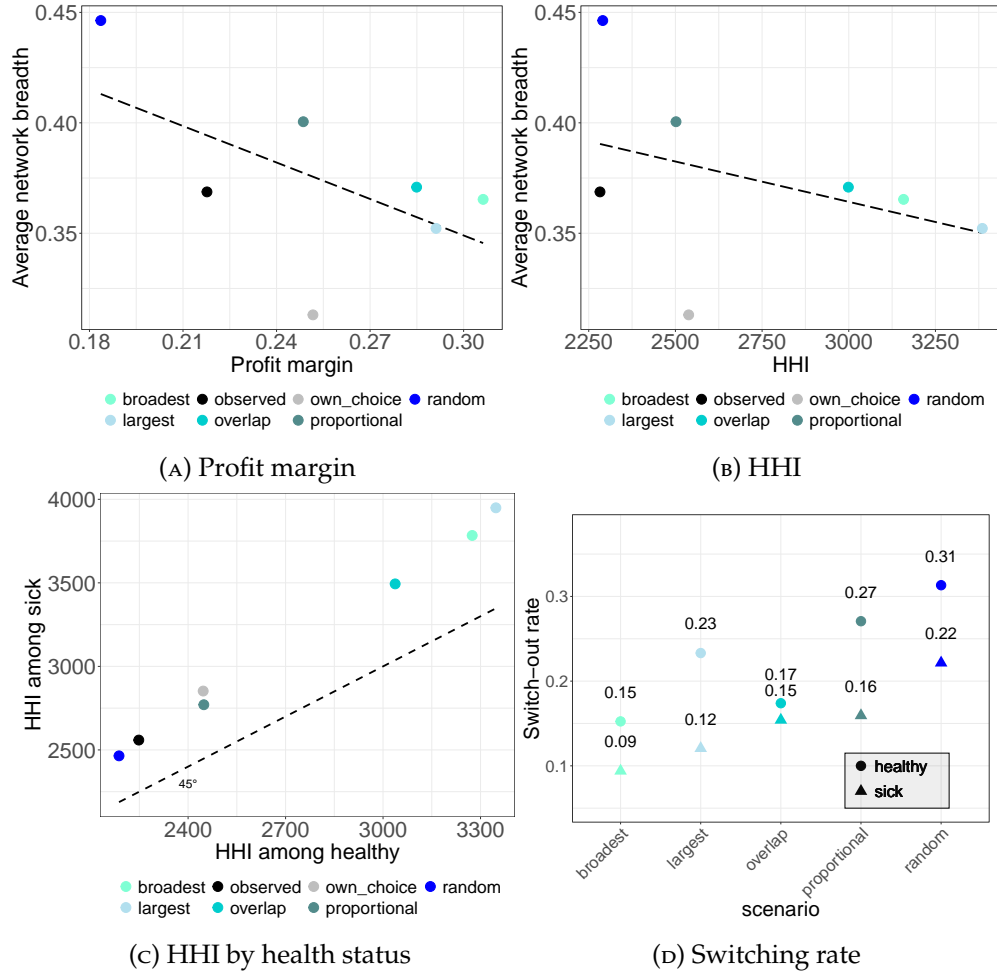 0.45
0.40
0.35
Average network breadth
0.18 0.21 0.24 0.27 0.30
Profit margin
broadest observed own_choice random
largest overlap proportional
(A) Profit margin
0.45
0.40
0.35
Average network breadth
2250 2500 2750 3000 3250
HHI
broadest observed own_choice random
largest overlap proportional
(B) HHI
4000
3500
3000
2500
HHI among sick
45°
2400 2700 3000 3300
HHI among healthy
broadest observed own_choice random
largest overlap proportional
(C) HHI by health status
0.3
0.2
0.1
Switch−out rate
0.15
0.09
0.23
0.12
0.17
0.15
0.27
0.16
0.31
0.22
healthy
sick
broadest
largest
overlap
proportional
random
scenario
(D) Switching rate